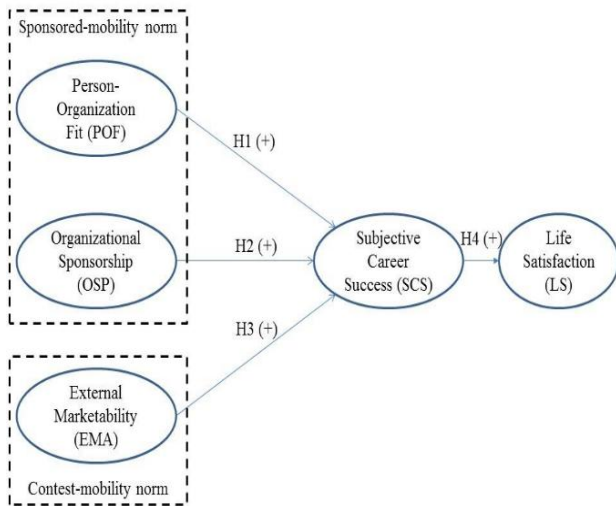 Sponsored-mobility norm
Person-
Organization
Fit (POF)
H1 (+)
Organizational
Sponsorship
(OSP)
H2 (+)
Subjective
Career
Success (SCS)
H4 (+)
Life
Satisfaction
(LS)
H3 (+)
External
Marketability
(EMA)
Contest-mobility norm